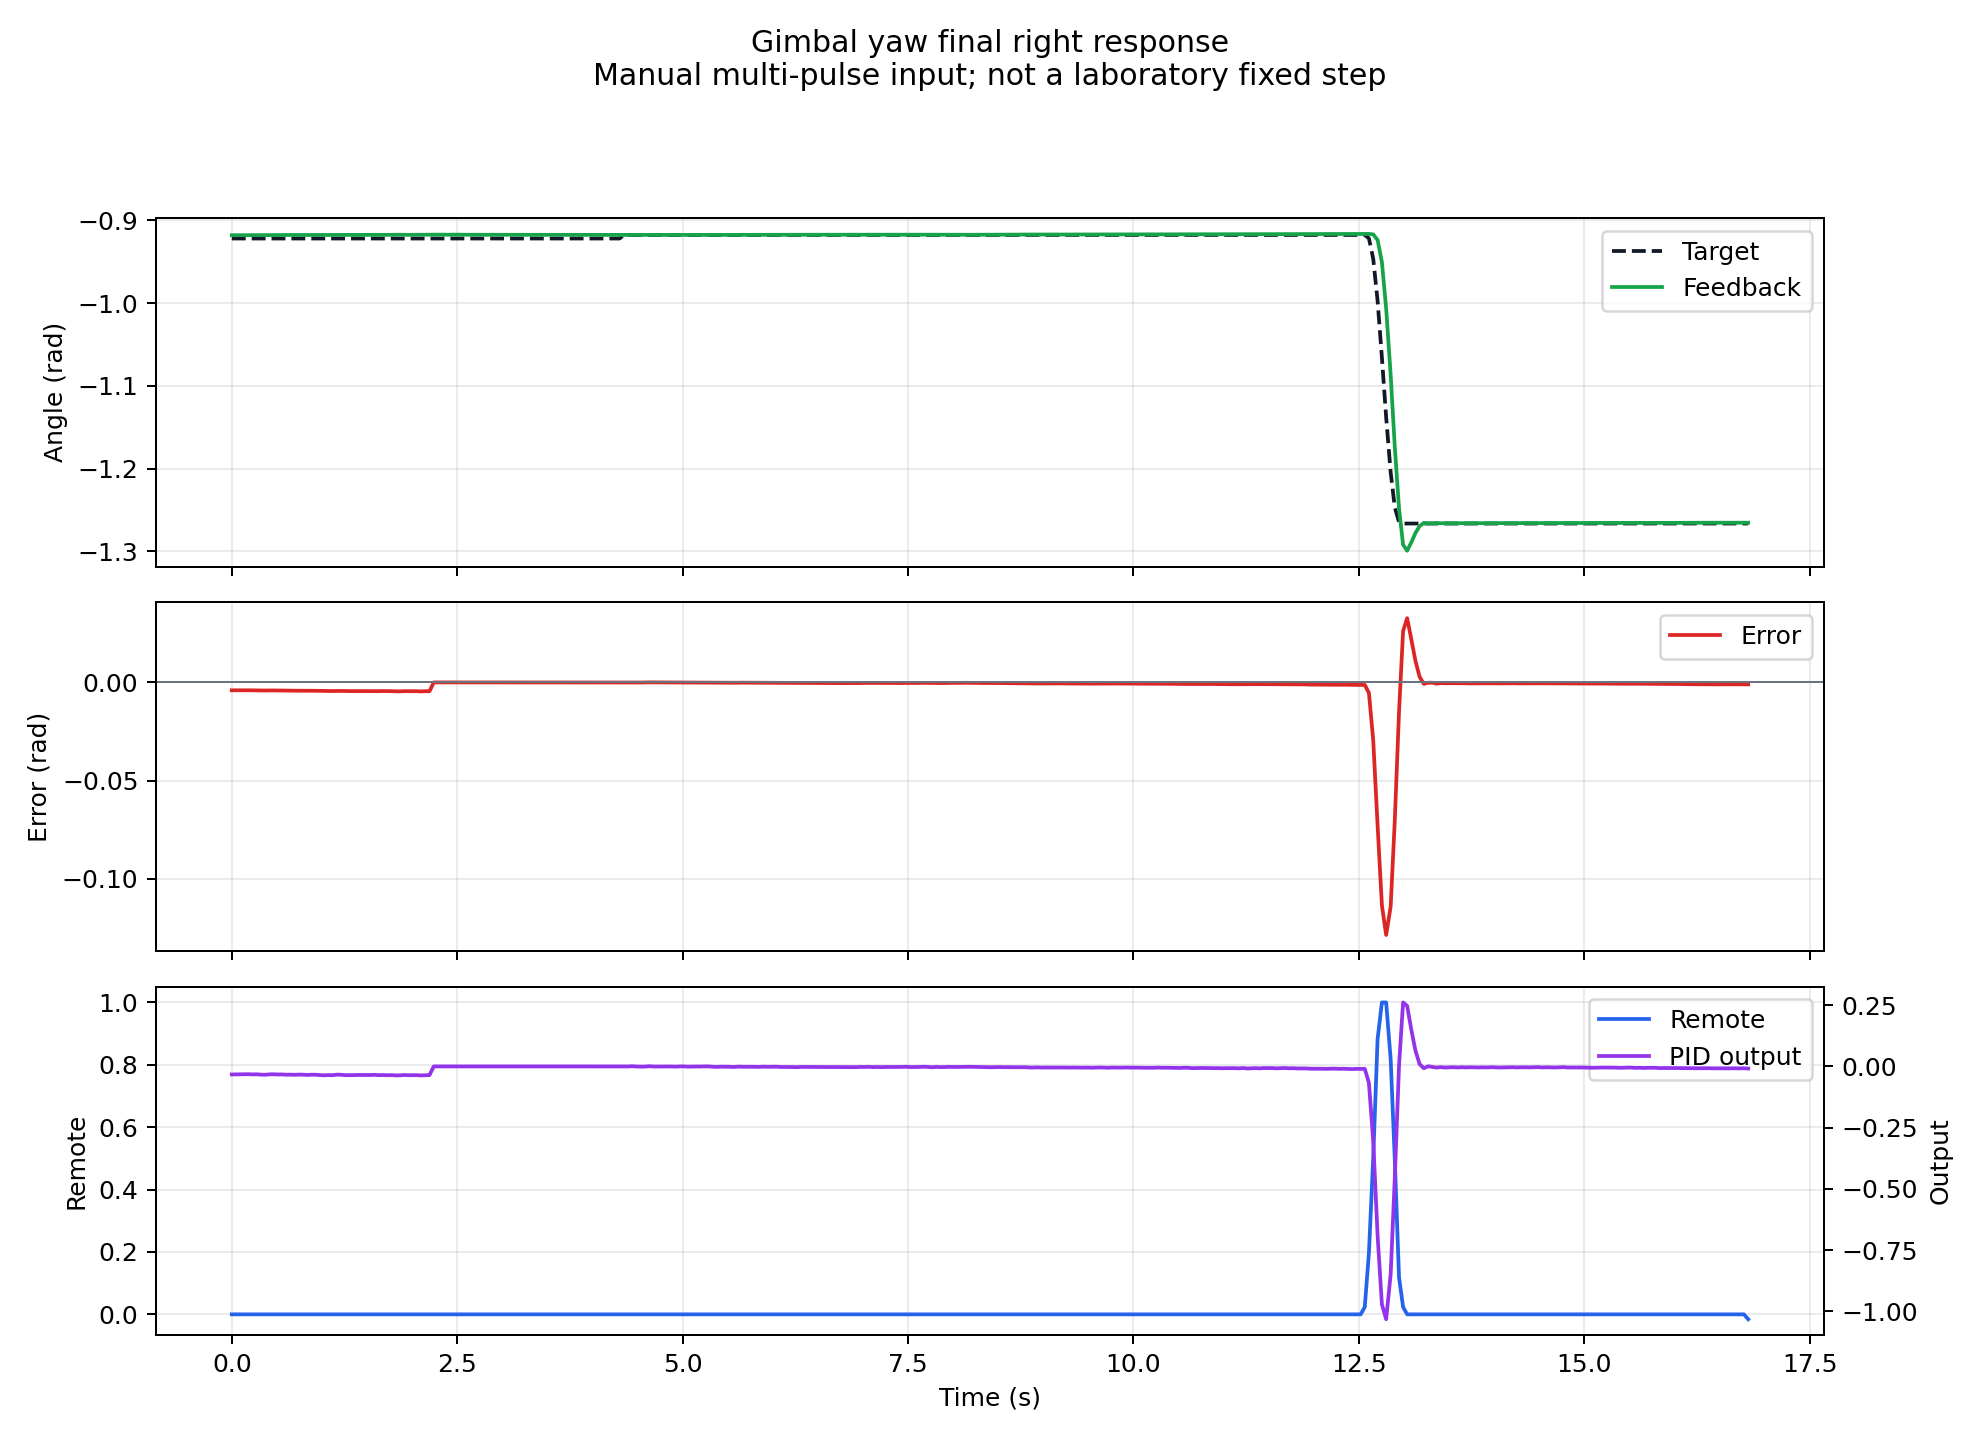 Gimbal yaw final right response
Manual multi-pulse input; not a laboratory fixed step
−0.9
−1.0
−1.1
−1.2
−1.3
Angle (rad)
Target
Feedback
0.00
−0.05
−0.10
Error (rad)
Error
1.0
0.8
0.6
0.4
0.2
0.0
Remote
Remote
PID output
0.25
0.00
−0.25
−0.50
−0.75
−1.00
Output
0.0
2.5
5.0
7.5
10.0
12.5
15.0
17.5
Time (s)